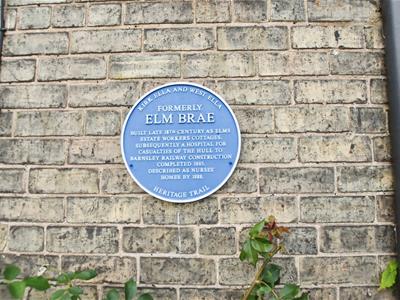 KIRK ELLA AND WEST ELLA
FORMERLY
ELM BRAE
BUILT LATE 18TH CENTURY AS ELMS
ESTATE WORKERS COTTAGES.
SUBSEQUENTLY A HOSPITAL FOR
CASUALTIES OF THE HULL TO
BARNSLEY RAILWAY CONSTRUCTION
COMPLETED 1885.
DESCRIBED AS NURSES
HOME BY 1888.
HERITAGE TRAIL